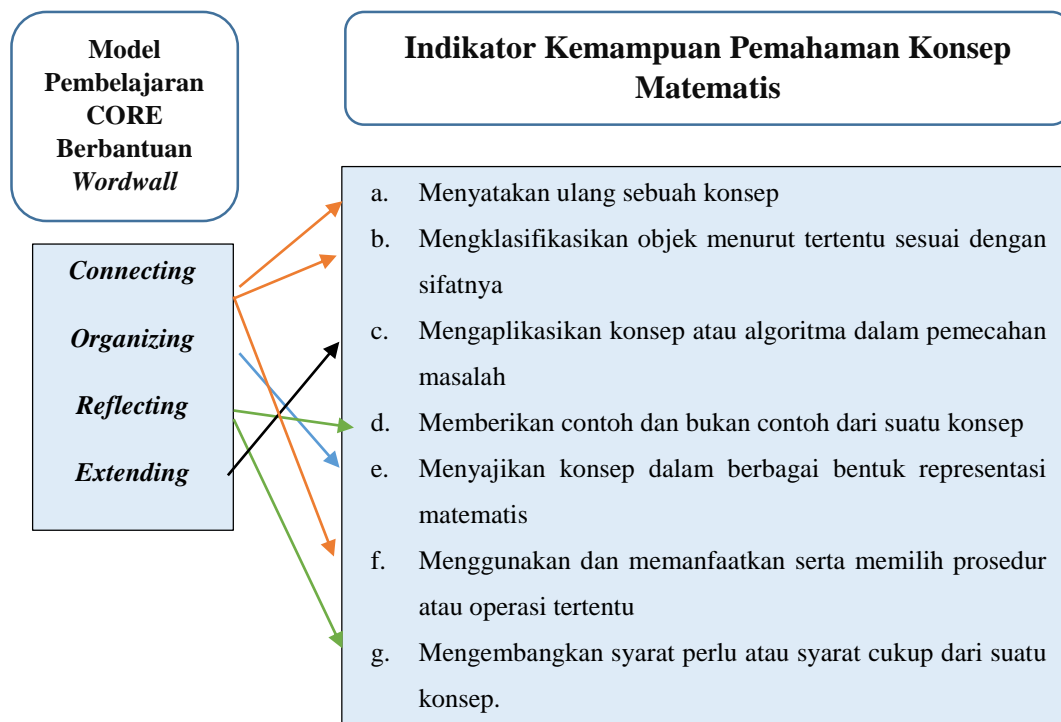 Model
Pembelajaran
CORE
Berbantuan
Wordwall
Indikator Kemampuan Pemahaman Konsep
Matematis
Connecting
Organizing
Reflecting
Extending
a. Menyatakan ulang sebuah konsep
b. Mengklasifikasikan objek menurut tertentu sesuai dengan
sifatnya
c. Mengaplikasikan konsep atau algoritma dalam pemecahan
masalah
d. Memberikan contoh dan bukan contoh dari suatu konsep
e. Menyajikan konsep dalam berbagai bentuk representasi
matematis
f. Menggunakan dan memanfaatkan serta memilih prosedur
atau operasi tertentu
g. Mengembangkan syarat perlu atau syarat cukup dari suatu
konsep.